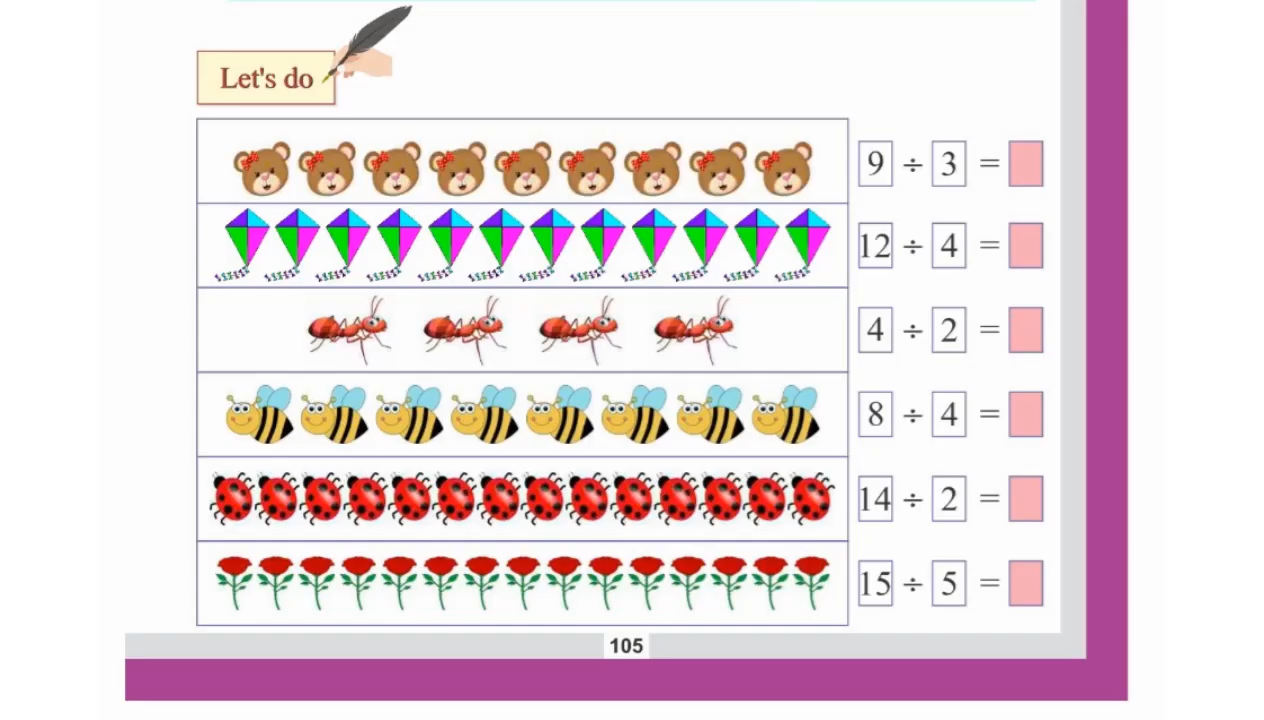 Let's do
9 ÷ 3 =
12 ÷ 4 =
4 ÷ 2 =
8 ÷ 4 =
14 ÷ 2 =
15 ÷ 5 =
105